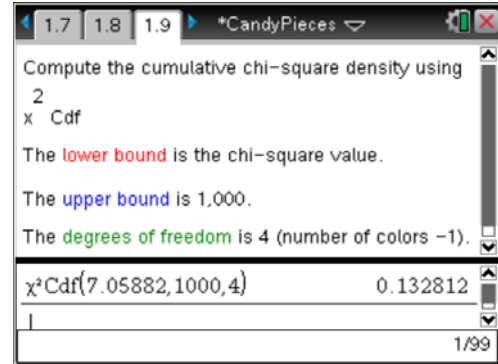 1.7 1.8 1.9 *CandyPieces
Compute the cumulative chi-square density using
2
x Cdf
The lower bound is the chi-square value.
The upper bound is 1,000.
The degrees of freedom is 4 (number of colors -1).
χ²Cdf(7.05882,1000,4) 0.132812
1/99